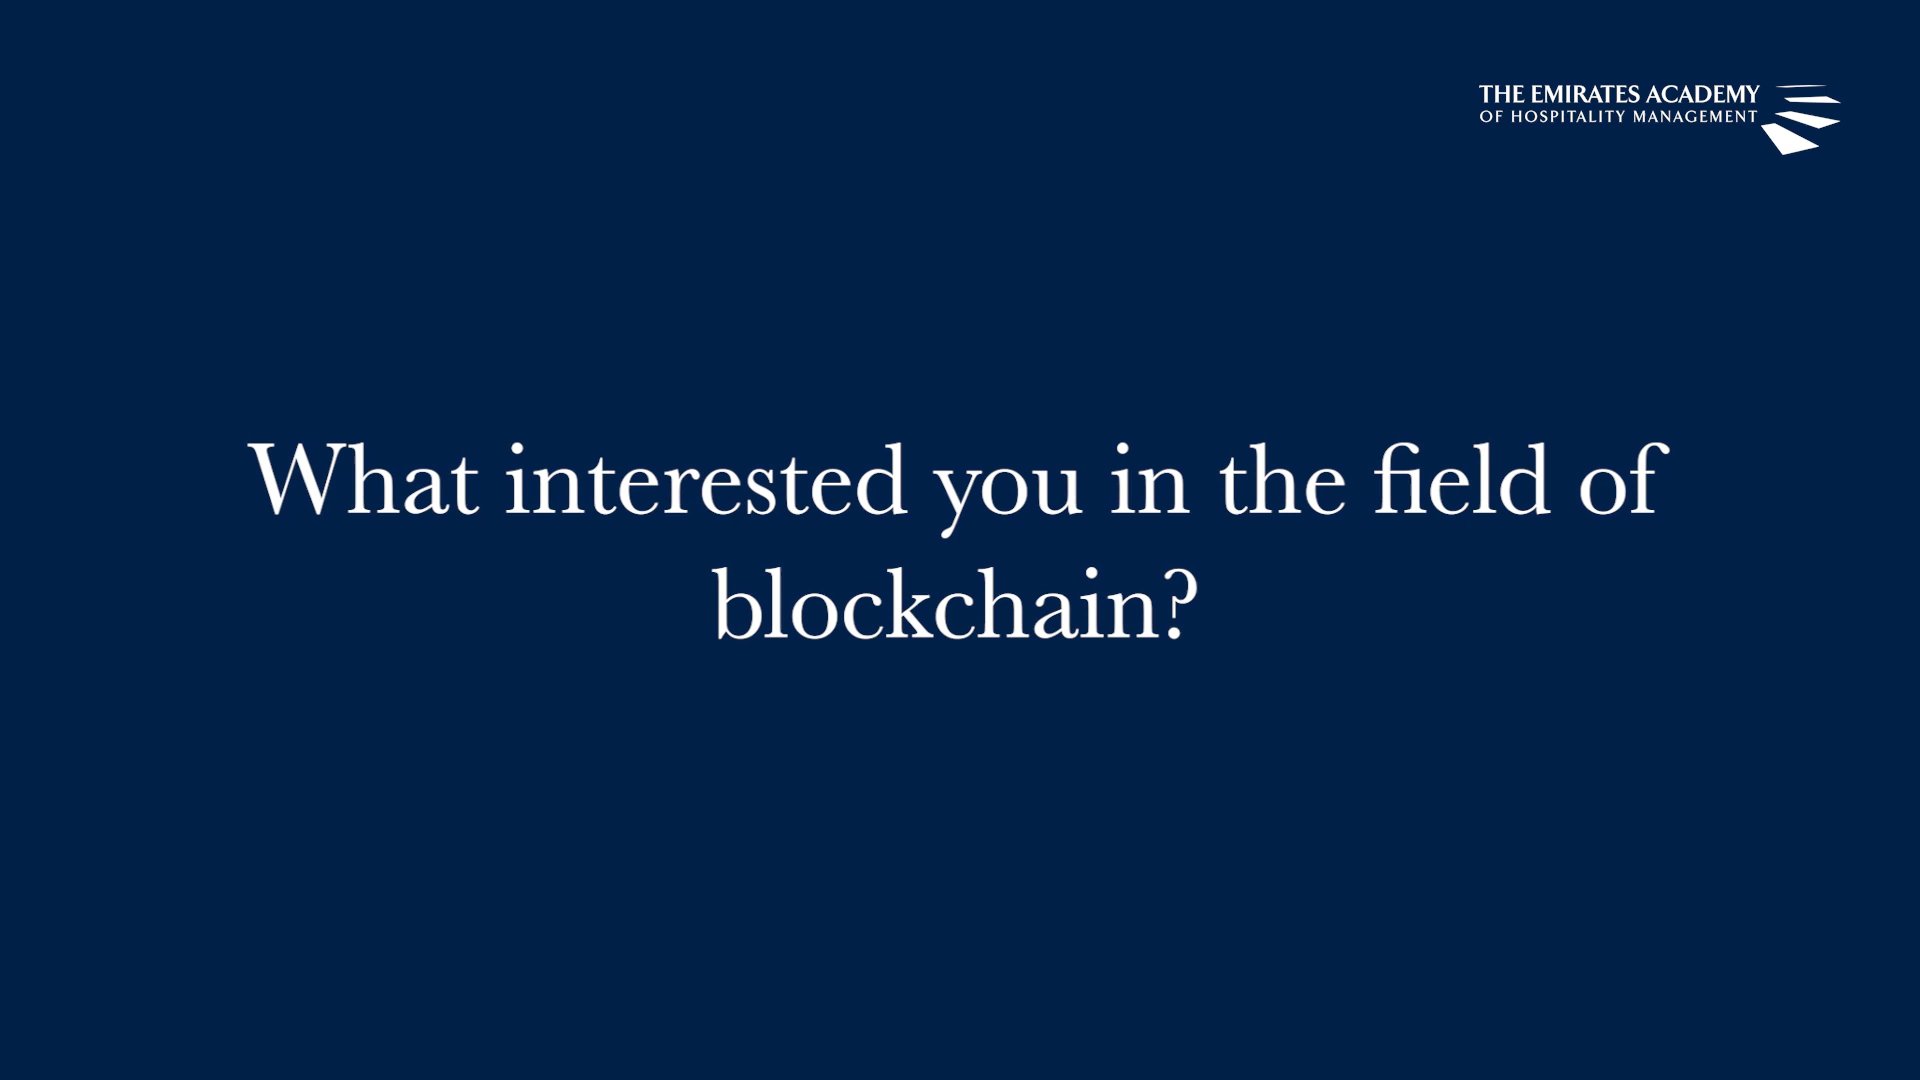 THE EMIRATES ACADEMY
OF HOSPITALITY MANAGEMENT
What interested you in the field of
blockchain?